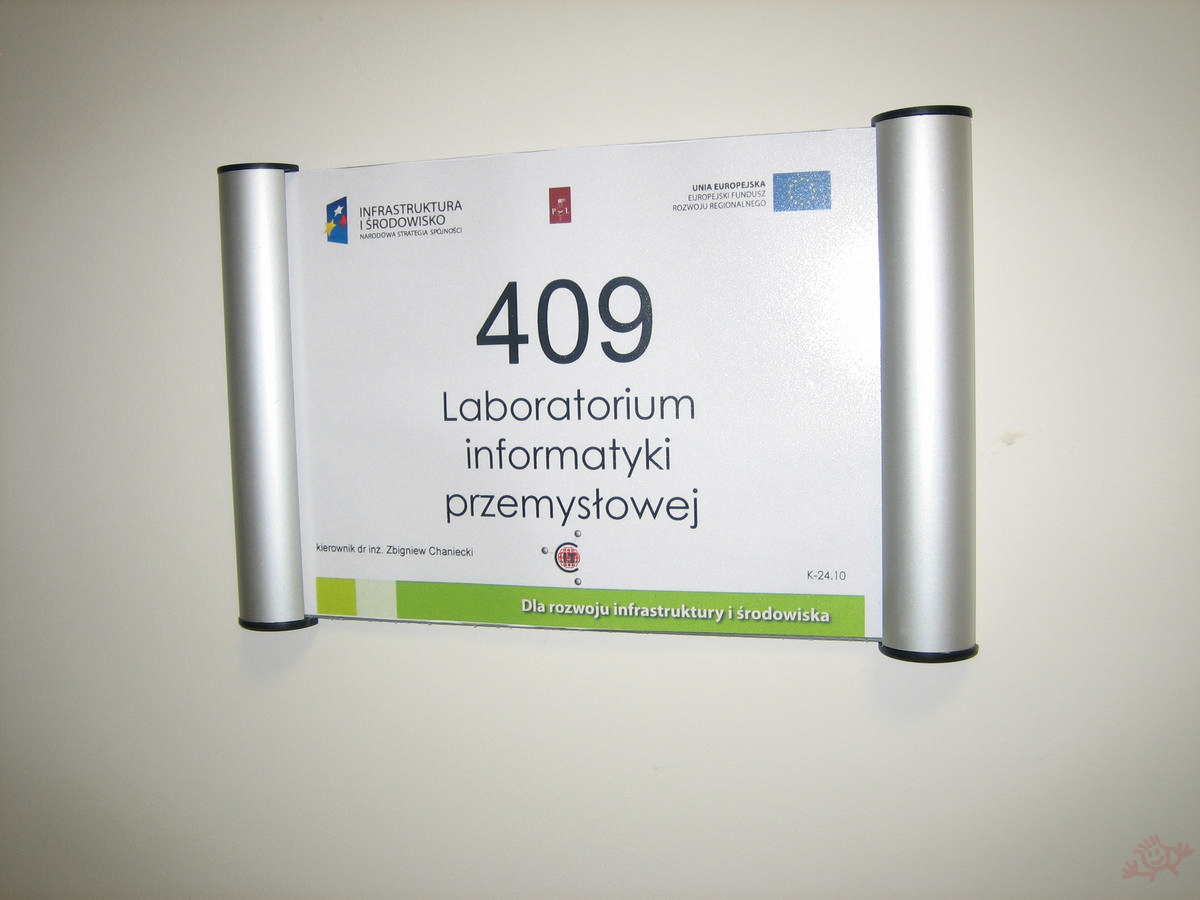 INFRASTRUKTURA
I ŚRODOWISKO
NARODOWA STRATEGIA SPÓJNOŚCI
P Ł
UNIA EUROPEJSKA
EUROPEJSKI FUNDUSZ
ROZWOJU REGIONALNEGO
409
Laboratorium
informatyki
przemysłowej
kierownik dr inż. Zbigniew Chaniecki
K-24.10
Dla rozwoju infrastruktury i środowiska